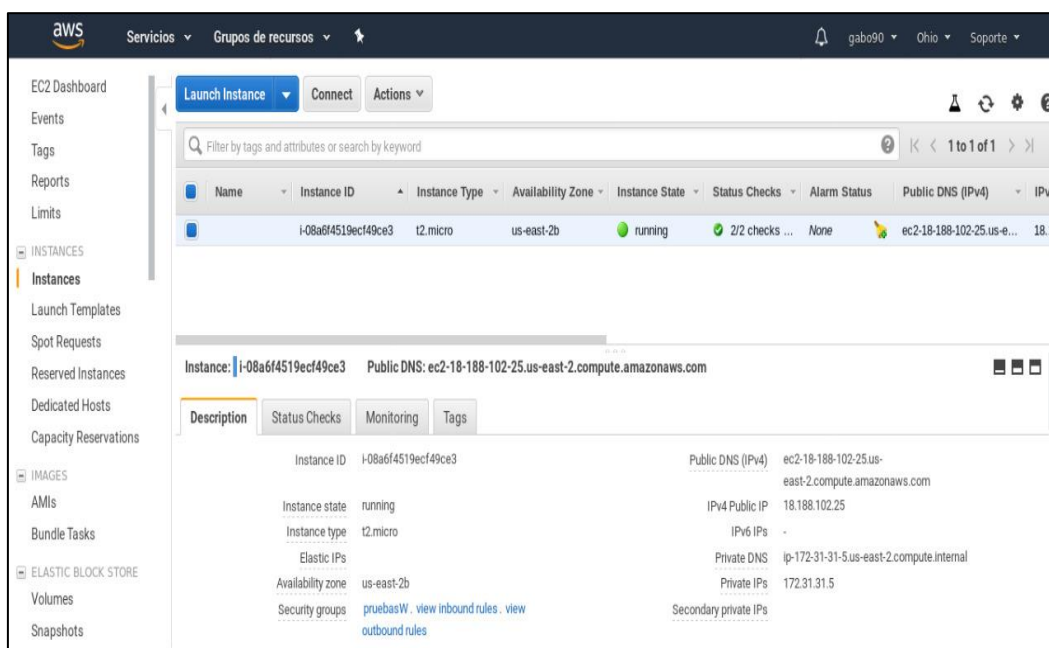 aws
Servicios
Grupos de recursos
gabo90
Ohio
Soporte
EC2 Dashboard
Events
Tags
Reports
Limits
INSTANCES
Instances
Launch Templates
Spot Requests
Reserved Instances
Dedicated Hosts
Capacity Reservations
IMAGES
AMIs
Bundle Tasks
ELASTIC BLOCK STORE
Volumes
Snapshots
Launch Instance
Connect
Actions
Filter by tags and attributes or search by keyword
1 to 1 of 1
Name Instance ID Instance Type Availability Zone Instance State Status Checks Alarm Status Public DNS (IPv4) IPv
i-08a6f4519ecf49ce3 t2.micro us-east-2b running 2/2 checks ... None ec2-18-188-102-25.us-e... 18.
Instance: i-08a6f4519ecf49ce3 Public DNS: ec2-18-188-102-25.us-east-2.compute.amazonaws.com
Description Status Checks Monitoring Tags
Instance ID i-08a6f4519ecf49ce3
Instance state running
Instance type t2.micro
Elastic IPs
Availability zone us-east-2b
Security groups pruebasW. view inbound rules. view
outbound rules
Public DNS (IPv4) ec2-18-188-102-25.us-
east-2.compute.amazonaws.com
IPv4 Public IP 18.188.102.25
IPv6 IPs -
Private DNS ip-172-31-31-5.us-east-2.compute.internal
Private IPs 172.31.31.5
Secondary private IPs